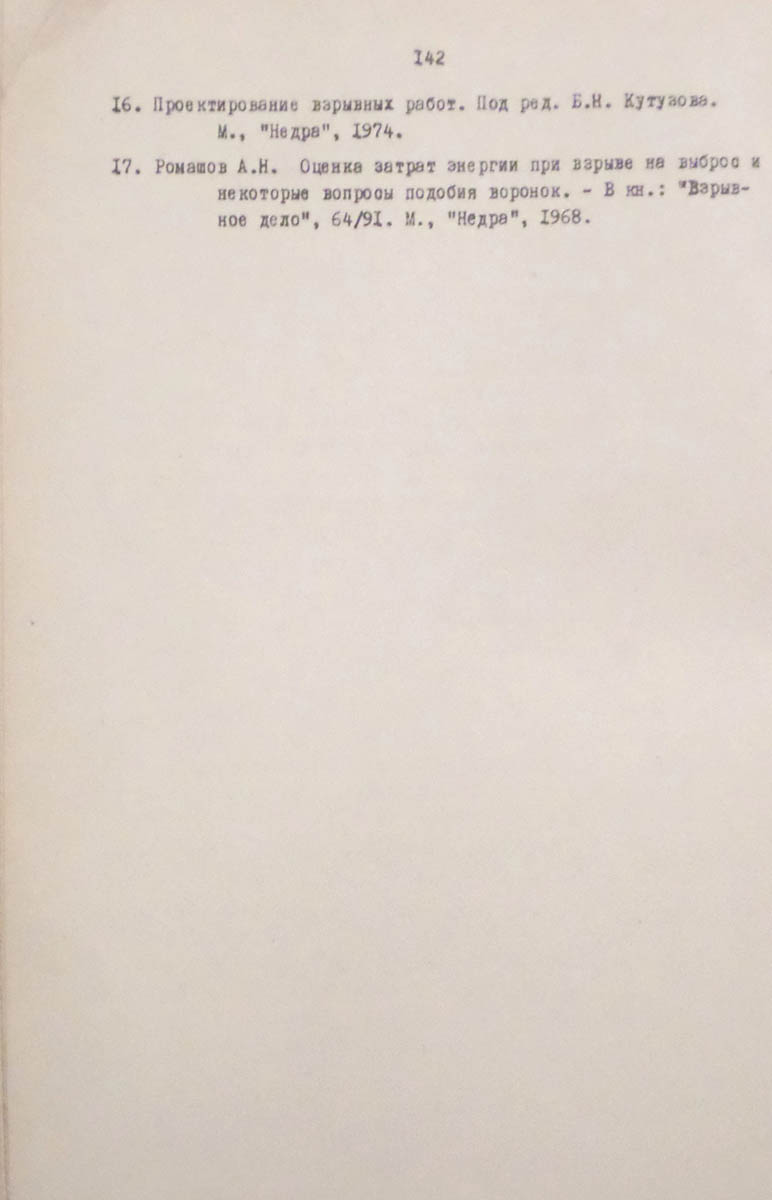 142
16. Проектирование взрывных работ. Под ред. Б.Н. Кутузова.
М., "Недра", 1974.
17. Ромашов А.Н. Оценка затрат энергии при взрыве на выброс и
некоторые вопросы подобия воронок. - В кн.: "Взрыв-
ное дело", 64/91. М., "Недра", 1968.